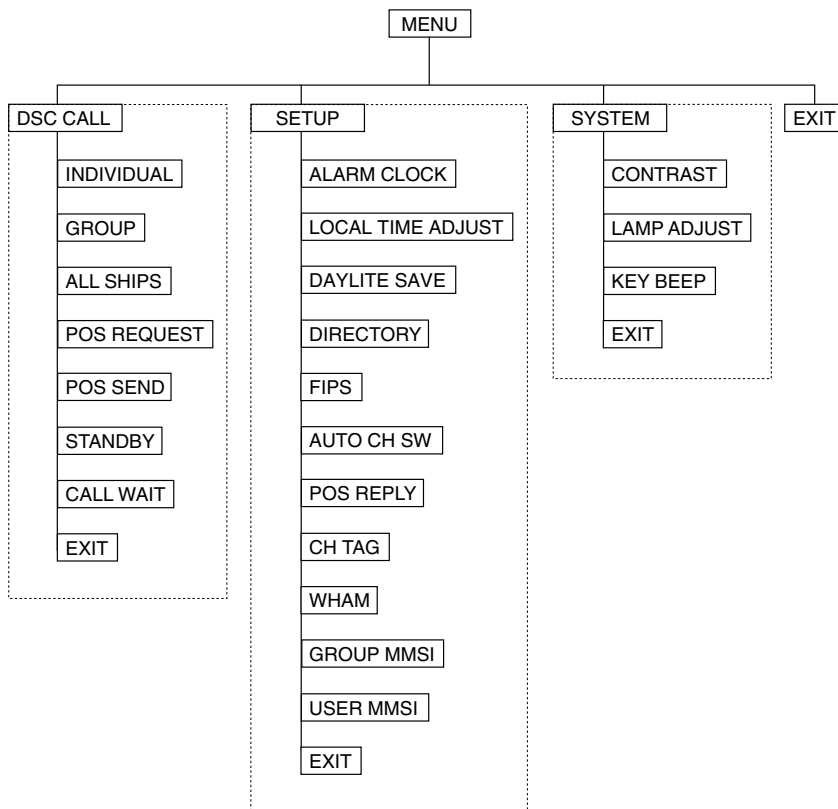 MENU
DSC CALL
INDIVIDUAL
GROUP
ALL SHIPS
POS REQUEST
POS SEND
STANDBY
CALL WAIT
EXIT
SETUP
ALARM CLOCK
LOCAL TIME ADJUST
DAYLITE SAVE
DIRECTORY
FIPS
AUTO CH SW
POS REPLY
CH TAG
WHAM
GROUP MMSI
USER MMSI
EXIT
SYSTEM
CONTRAST
LAMP ADJUST
KEY BEEP
EXIT
EXIT